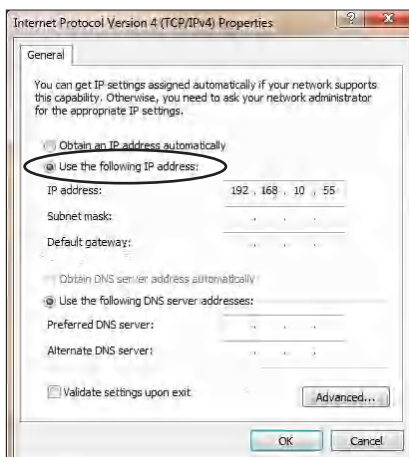 Internet Protocol Version 4 (TCP/IPv4) Properties
General
You can get IP settings assigned automatically if your network supports
this capability. Otherwise, you need to ask your network administrator
for the appropriate IP settings.
Obtain an IP address automatically
Use the following IP address:
IP address: 192 . 168 . 10 . 55
Subnet mask: . . .
Default gateway: . . .
Obtain DNS server address automatically
Use the following DNS server addresses:
Preferred DNS server: . . .
Alternate DNS server: . . .
Validate settings upon exit
Advanced...
OK Cancel